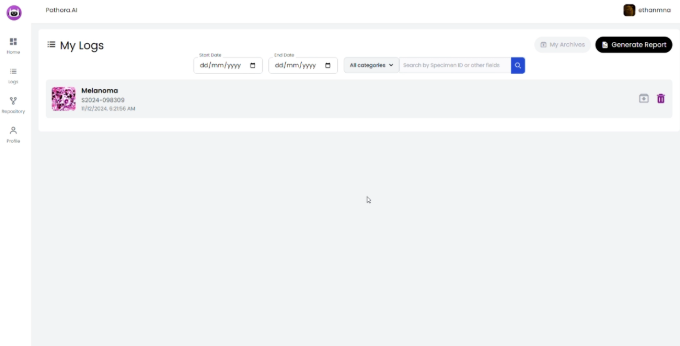 Pathora.AI
ethanmna
Home
Logs
Repository
Profile
My Logs
My Archives
Generate Report
Start Date
End Date
dd/mm/yyyy
dd/mm/yyyy
All categories
Search by Specimen ID or other fields
Melanoma
S2024-098309
11/12/2024, 6:21:56 AM